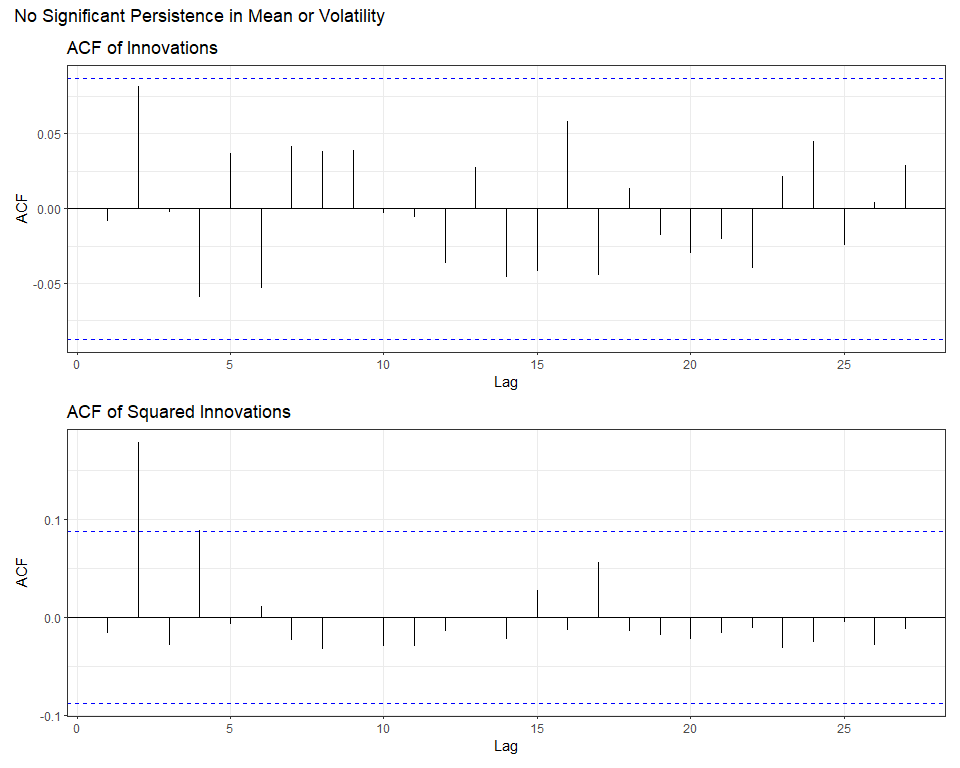 No Significant Persistence in Mean or Volatility
ACF of Innovations
0.05
0.00
-0.05
ACF
0 5 10 15 20 25
Lag
ACF of Squared Innovations
0.1
0.0
-0.1
ACF
0 5 10 15 20 25
Lag